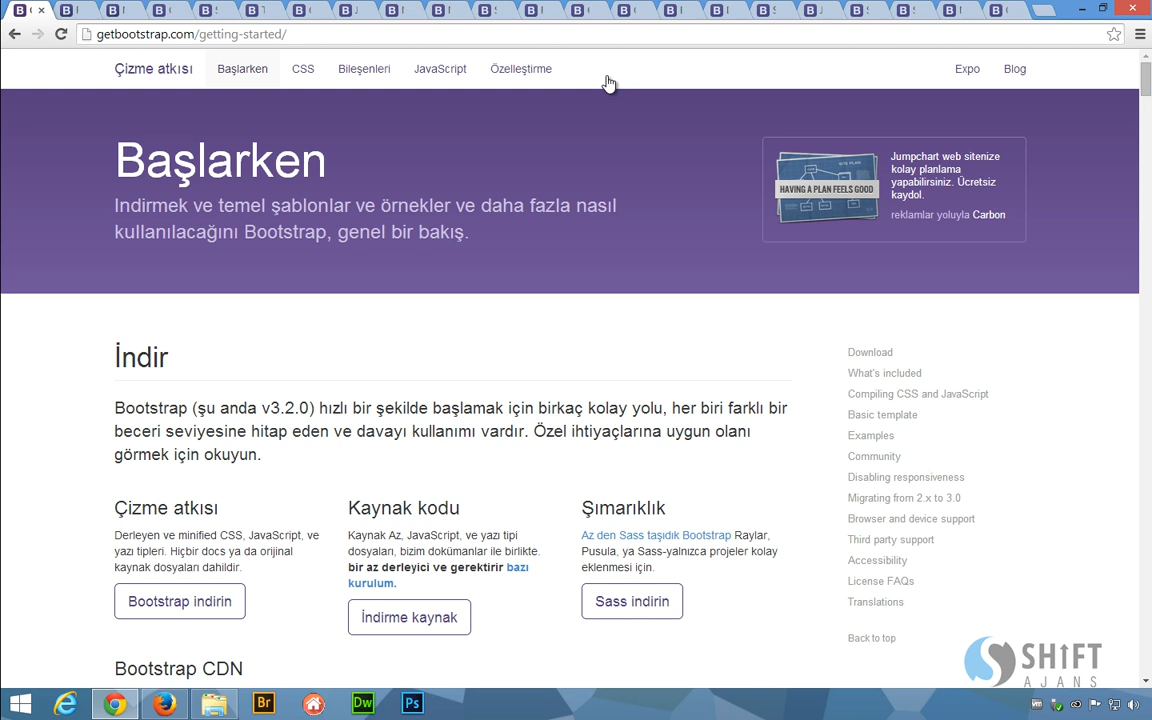 getbootstrap.com/getting-started/
Çizme atkısı Başlarken CSS Bileşenleri JavaScript Özelleştirme Expo Blog
Başlarken
Indirmek ve temel şablonlar ve örnekler ve daha fazla nasıl
kullanılacağını Bootstrap, genel bir bakış.
HAVING A PLAN FEELS GOOD
Jumpchart web sitenize
kolay planlama
yapabilirsiniz. Ücretsiz
kaydol.
reklamlar yoluyla Carbon
İndir
Bootstrap (şu anda v3.2.0) hızlı bir şekilde başlamak için birkaç kolay yolu, her biri farklı bir
beceri seviyesine hitap eden ve davayı kullanımı vardır. Özel ihtiyaçlarına uygun olanı
görmek için okuyun.
Çizme atkısı
Derleyen ve minified CSS, JavaScript, ve
yazı tipleri. Hiçbir docs ya da orijinal
kaynak dosyaları dahildir.
Bootstrap indirin
Kaynak kodu
Kaynak Az, JavaScript, ve yazı tipi
dosyaları, bizim dokümanlar ile birlikte.
bir az derleyici ve gerektirir bazı
kurulum.
İndirme kaynak
Şımarıklık
Az den Sass taşıdık Bootstrap Raylar,
Pusula, ya Sass-yalnızca projeler kolay
eklenmesi için.
Sass indirin
Bootstrap CDN
Download
What's included
Compiling CSS and JavaScript
Basic template
Examples
Community
Disabling responsiveness
Migrating from 2.x to 3.0
Browser and device support
Third party support
Accessibility
License FAQs
Translations
Back to top
SHIFT
AJANS
Br
Dw
Ps